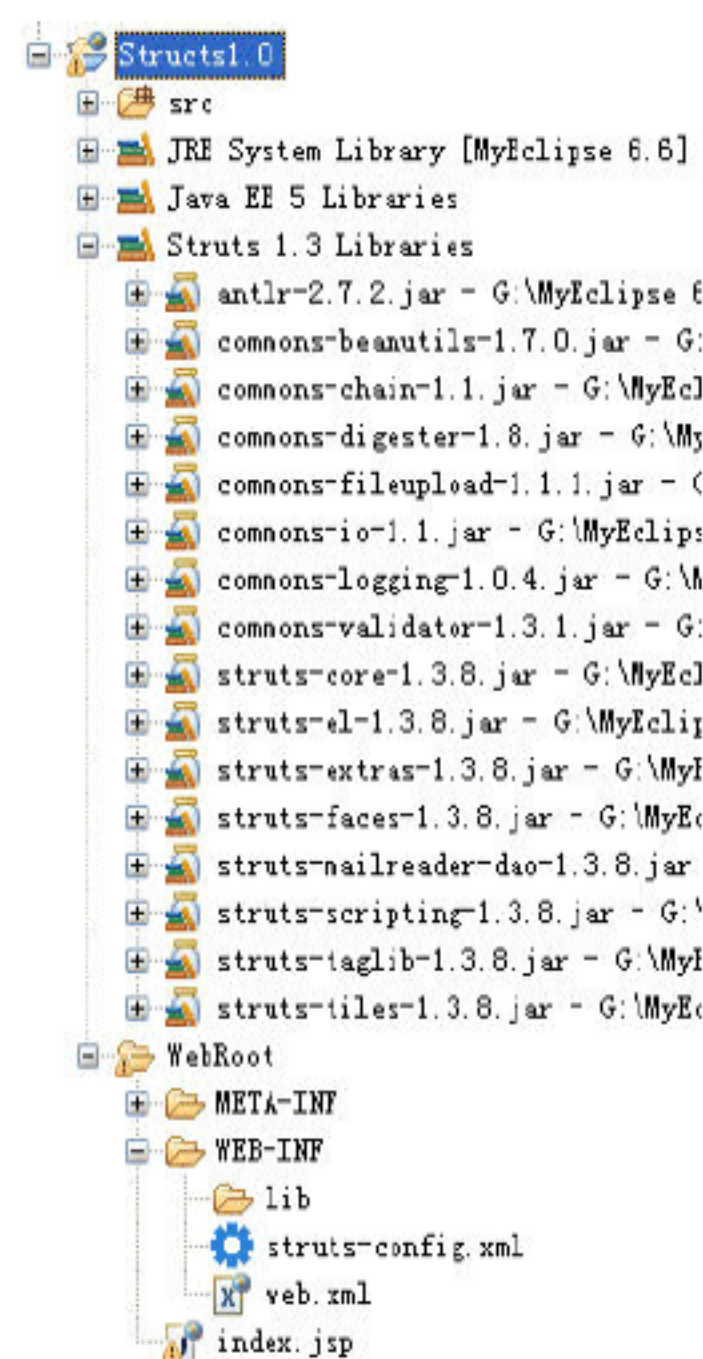 Structs1.0
src
JRE System Library [MyEclipse 6.6]
Java EE 5 Libraries
Struts 1.3 Libraries
antlr-2.7.2.jar - G:\MyEclipse 6
commons-beanutils-1.7.0.jar - G:
commons-chain-1.1.jar - G:\MyEcl
commons-digester-1.8.jar - G:\My
commons-fileupload-1.1.1.jar -
commons-io-1.1.jar - G:\MyEclips
commons-logging-1.0.4.jar - G:\M
commons-validator-1.3.1.jar - G:
struts-core-1.3.8.jar - G:\MyEcl
struts-el-1.3.8.jar - G:\MyEclip
struts-extras-1.3.8.jar - G:\MyE
struts-faces-1.3.8.jar - G:\MyEc
struts-mailreader-dao-1.3.8.jar
struts-scripting-1.3.8.jar - G:\
struts-taglib-1.3.8.jar - G:\MyE
struts-tiles-1.3.8.jar - G:\MyEc
WebRoot
META-INF
WEB-INF
lib
struts-config.xml
web.xml
index.jsp